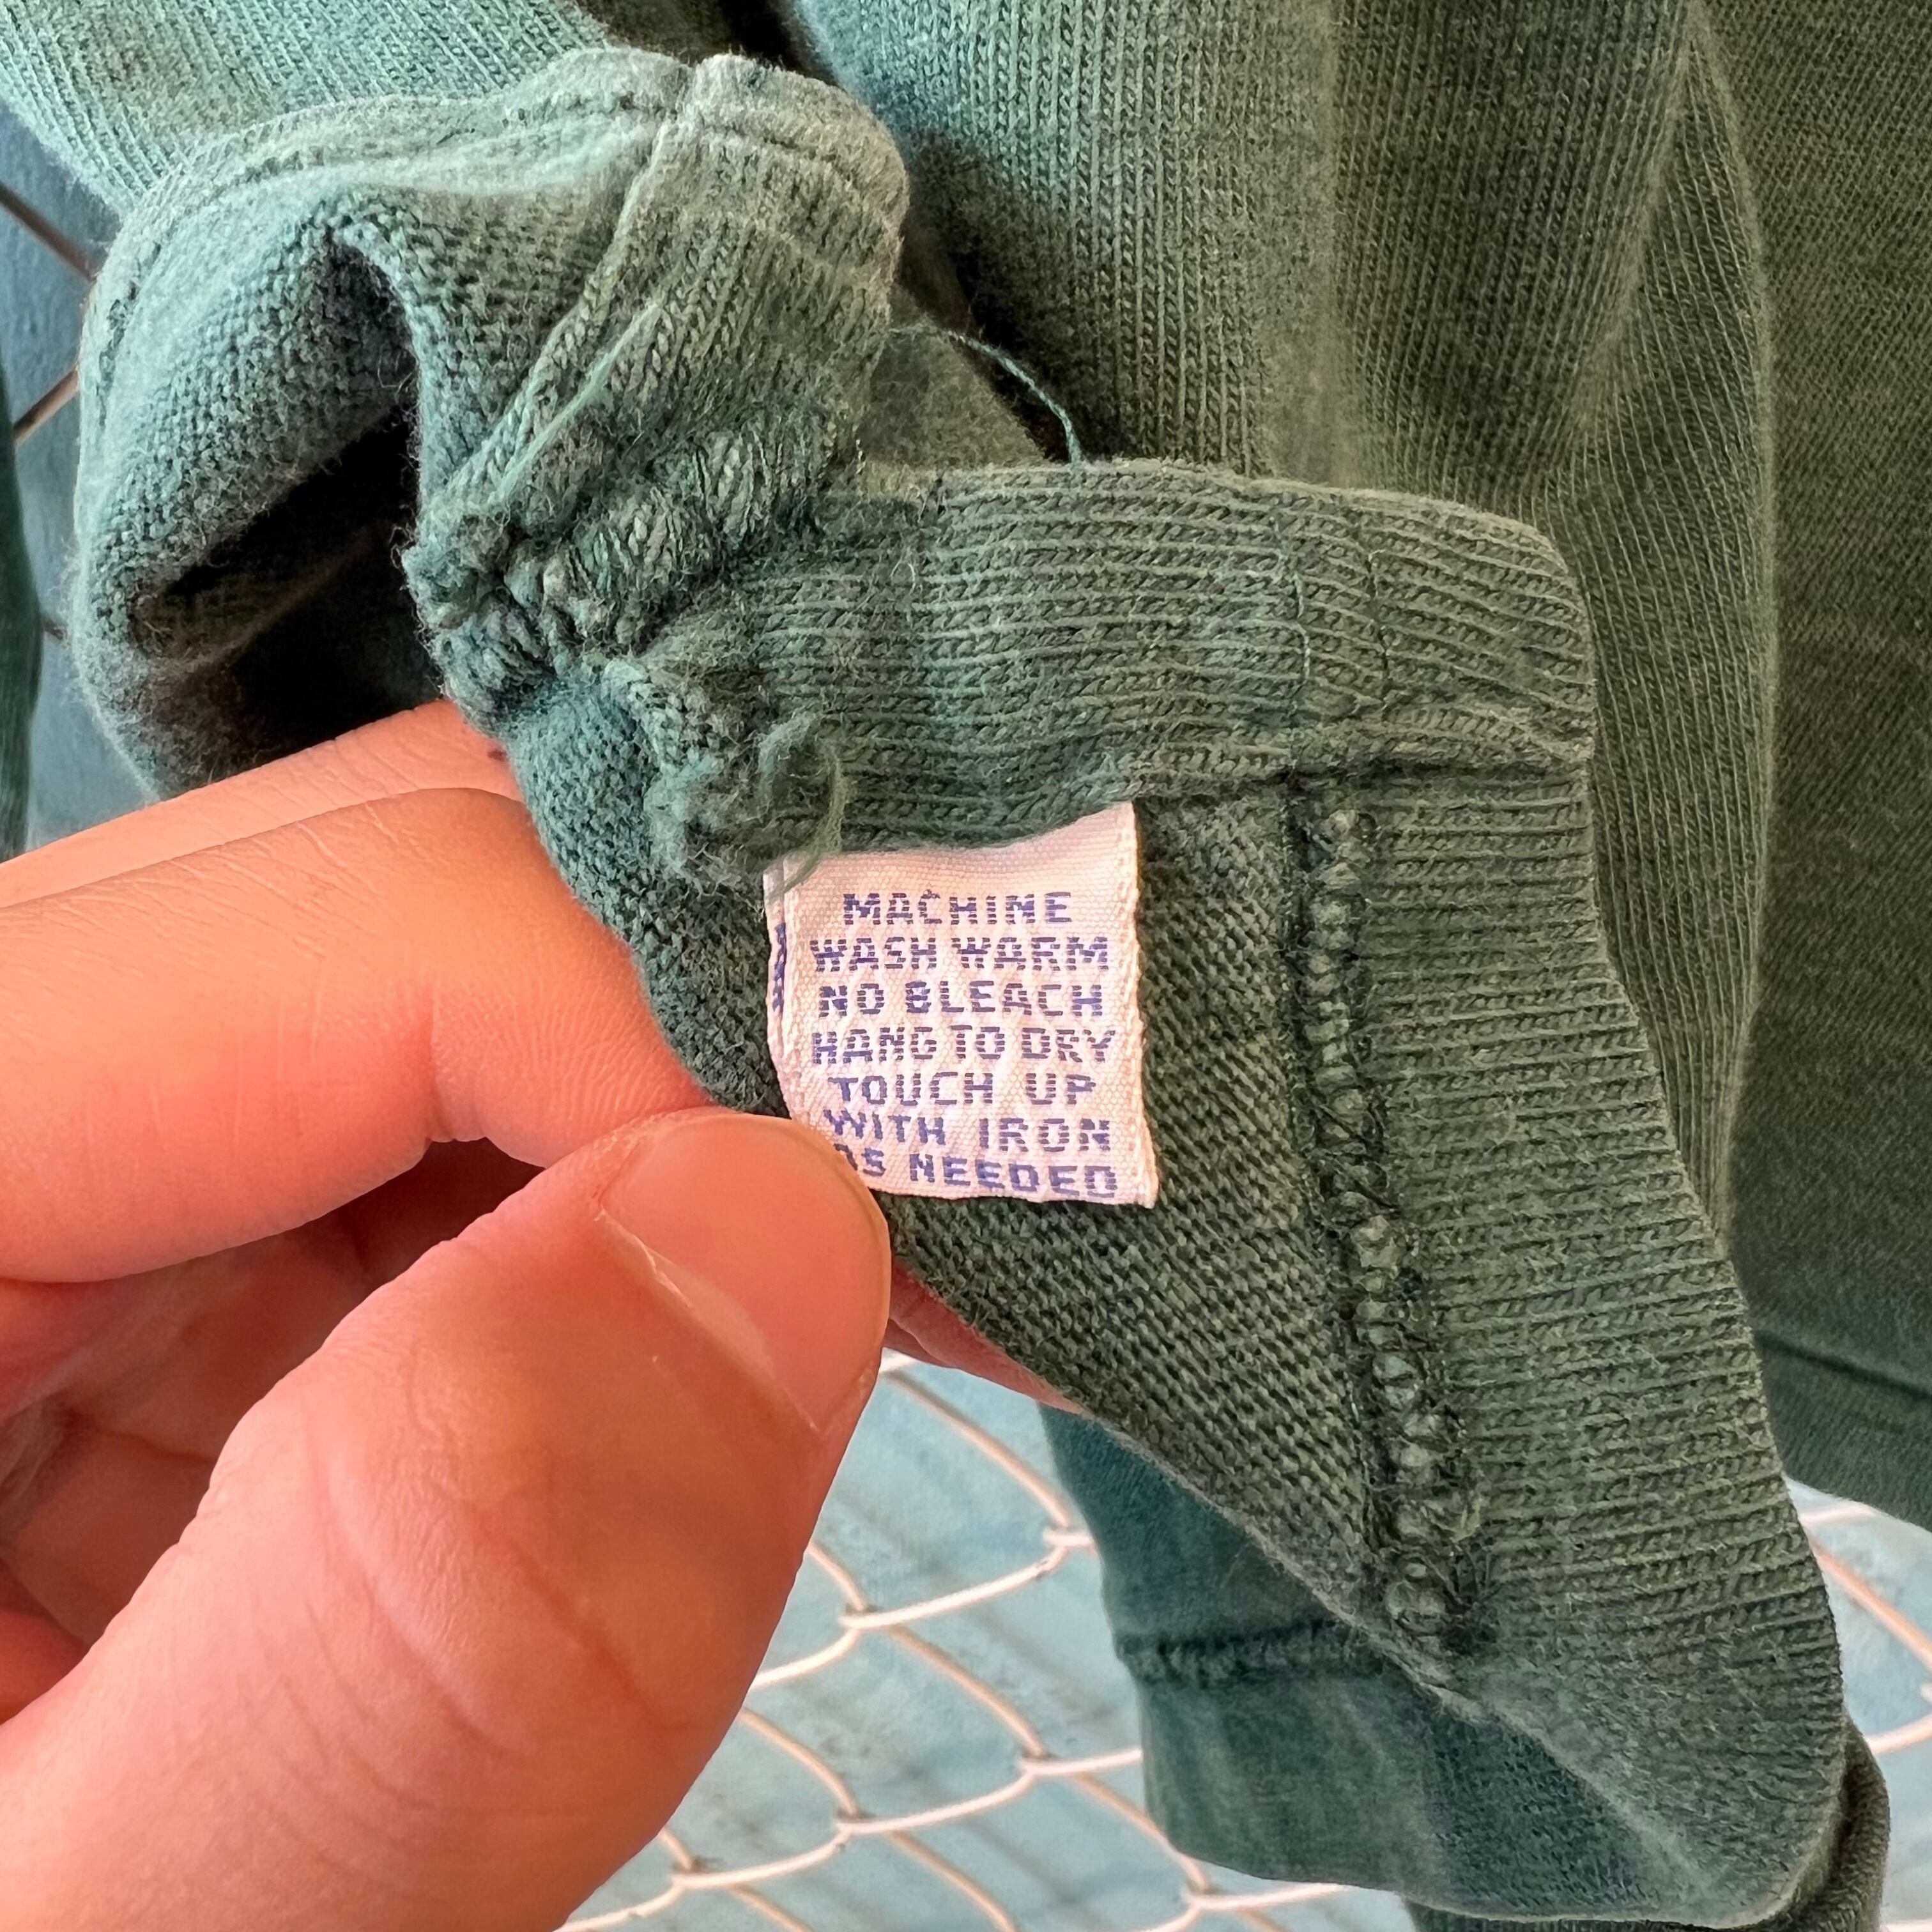 MACHINE
WASH WARM
NO BLEACH
HANG TO DRY
TOUCH UP
WITH IRON
AS NEEDED